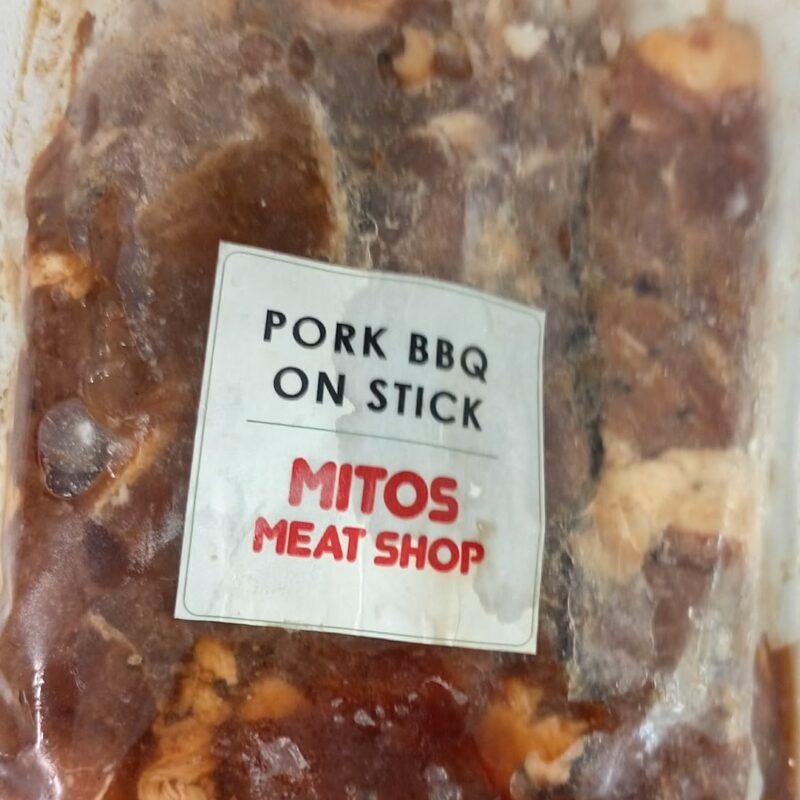 PORK BBQ
ON STICK
MITOS
MEAT SHOP